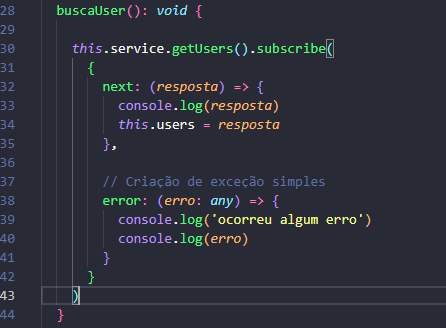 28 buscaUser(): void {
29
30 this.service.getUsers().subscribe(
31 {
32 next: (resposta) => {
33 console.log(resposta)
34 this.users = resposta
35 },
36
37 // Criação de exceção simples
38 error: (erro: any) => {
39 console.log('ocorreu algum erro')
40 console.log(erro)
41 }
42 }
43 )
44 }